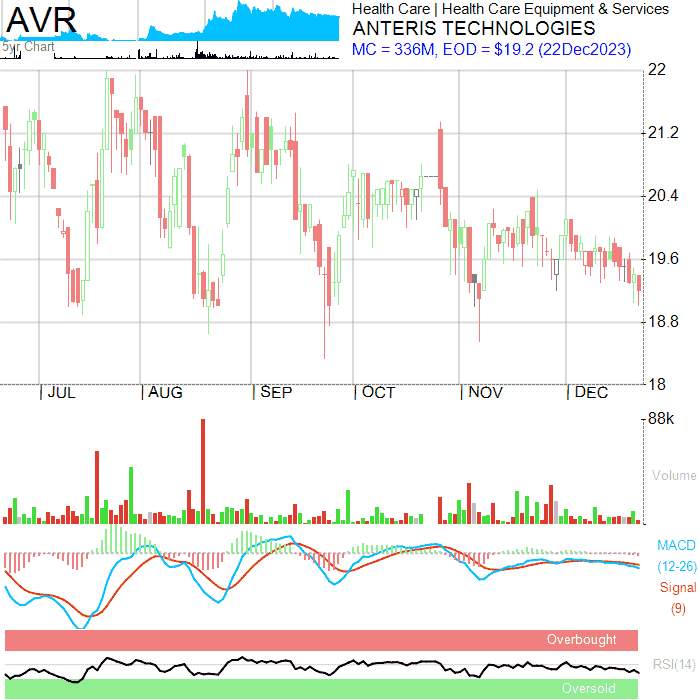 AVR
5yr Chart
Health Care | Health Care Equipment & Services
ANTERIS TECHNOLOGIES
MC = 336M, EOD = $19.2 (22Dec2023)
22
21.2
20.4
19.6
18.8
18
| JUL | AUG | SEP | OCT | NOV | DEC
88k
Volume
MACD
(12-26)
Signal
(9)
Overbought
RSI(14)
Oversold